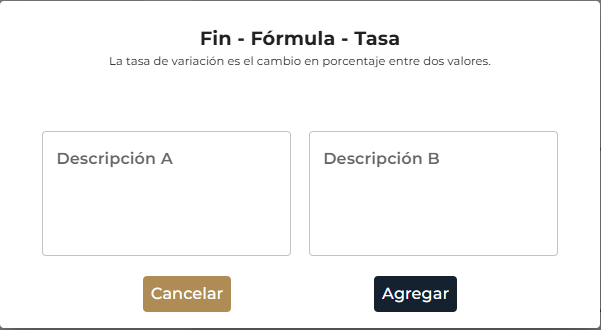 Fin - Fórmula - Tasa
La tasa de variación es el cambio en porcentaje entre dos valores.
Descripción A
Descripción B
Cancelar
Agregar